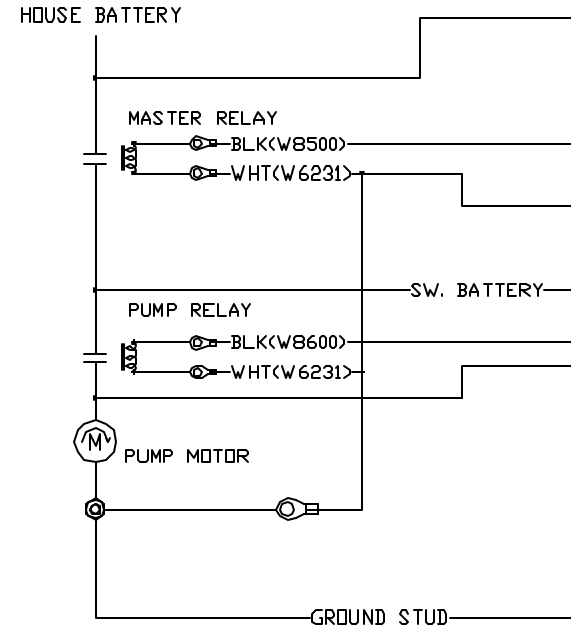 HOUSE BATTERY
MASTER RELAY
BLK(W8500)
WHT(W6231)
SW. BATTERY
PUMP RELAY
BLK(W8600)
WHT(W6231)
M
PUMP MOTOR
GROUND STUD